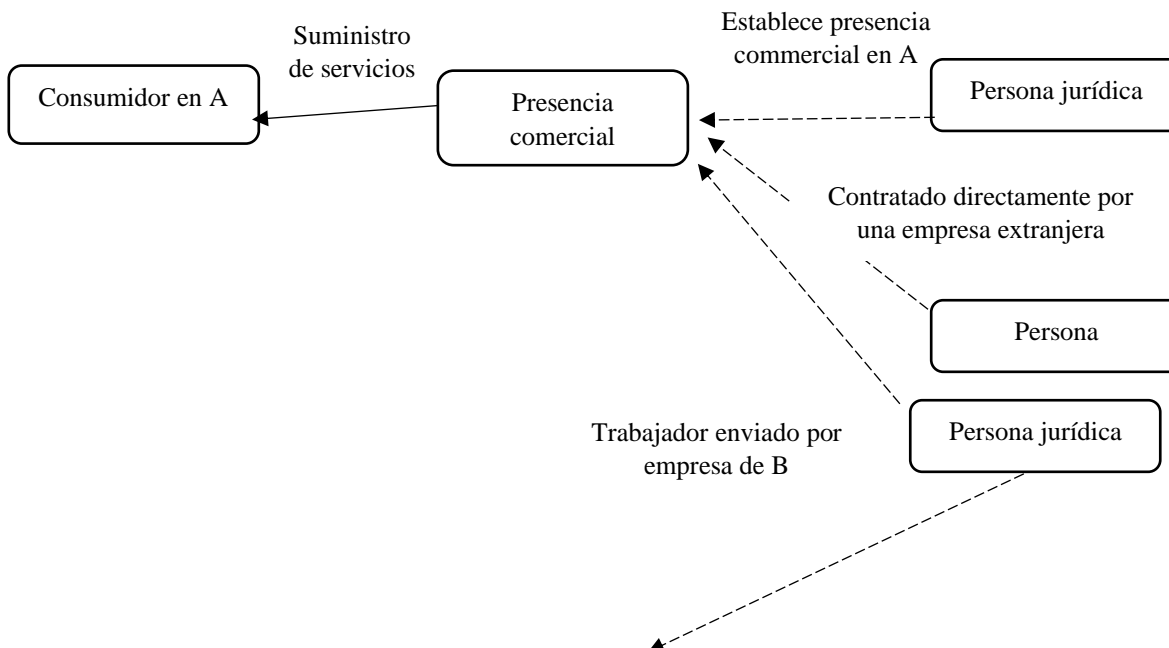 Suministro
de servicios
Establece presencia
commercial en A
Consumidor en A
Presencia
comercial
Persona jurídica
Contratado directamente por
una empresa extranjera
Persona
Trabajador enviado por
empresa de B
Persona jurídica